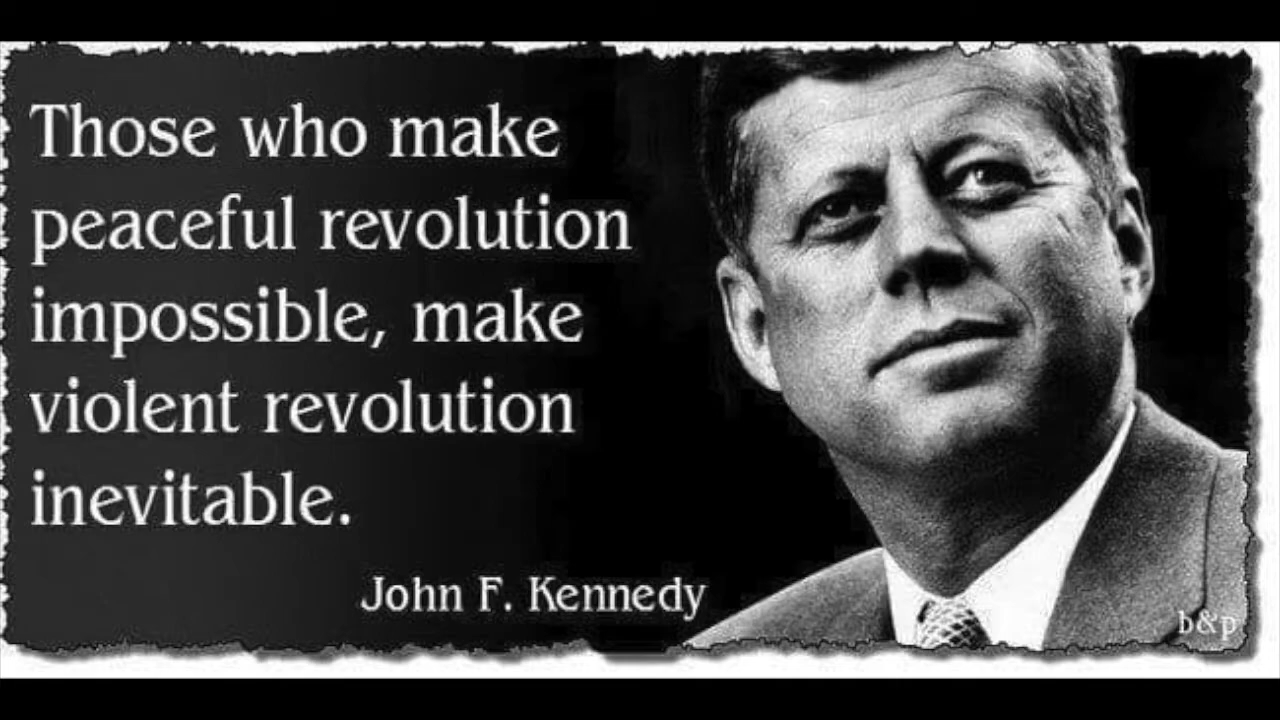 Those who make
peaceful revolution
impossible, make
violent revolution
inevitable.
John F. Kennedy
b&p